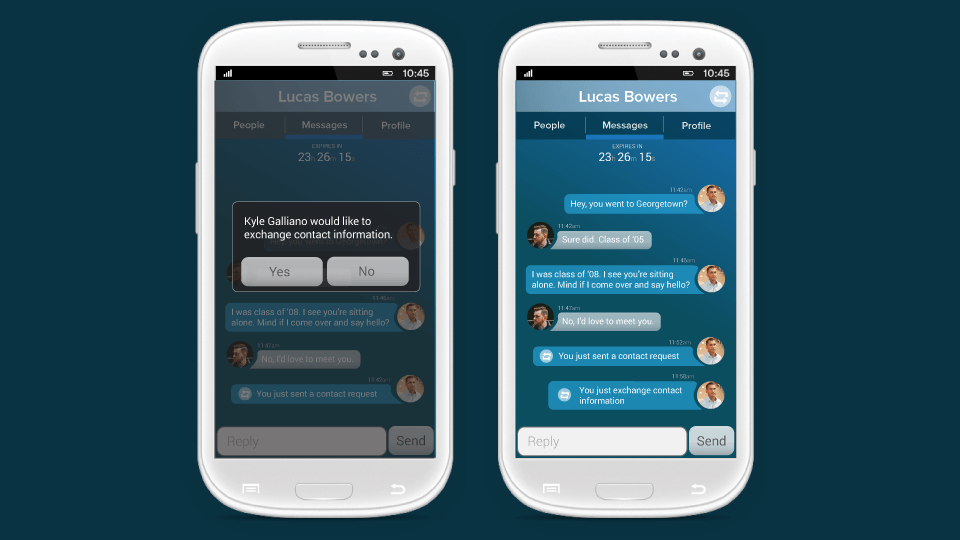 10:45
Lucas Bowers
People
Messages
Profile
EXPIRES IN
23h 26m 15s
Kyle Galliano would like to
exchange contact information.
Yes
No
11:46am
I was class of '08. I see you're sitting
alone. Mind if I come over and say hello?
11:47am
No, I'd love to meet you.
11:48am
You just sent a contact request
Reply
Send
10:45
Lucas Bowers
People
Messages
Profile
EXPIRES IN
23h 26m 15s
11:42am
Hey, you went to Georgetown?
11:43am
Sure did. Class of '05
11:46am
I was class of '08. I see you're sitting
alone. Mind if I come over and say hello?
11:47am
No, I'd love to meet you.
11:52am
You just sent a contact request
11:58am
You just exchange contact
information
Reply
Send